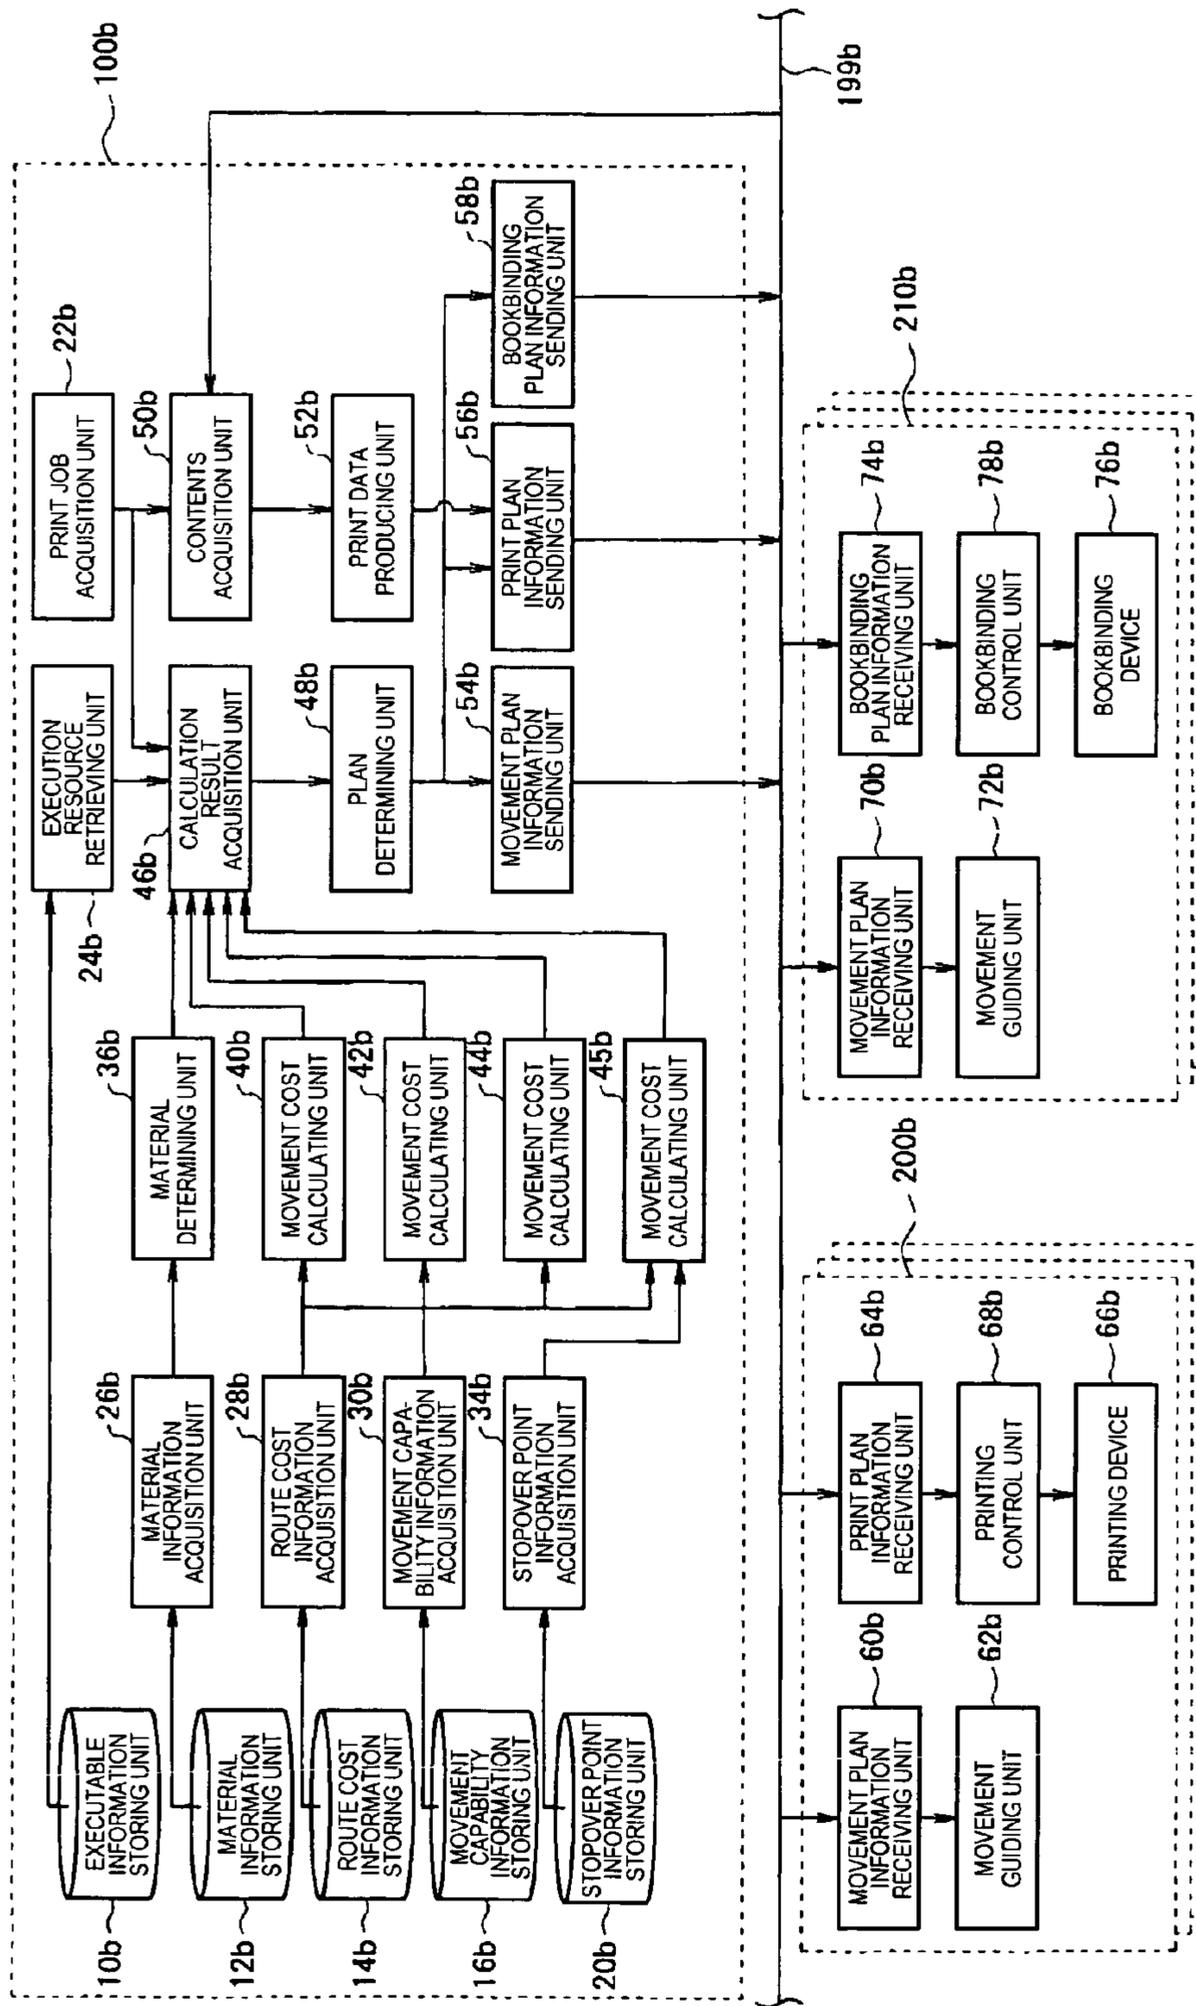 100b
EXECUTABLE
INFORMATION
STORING UNIT
10b
MATERIAL
INFORMATION
STORING UNIT
12b
ROUTE COST
INFORMATION
STORING UNIT
14b
MOVEMENT
CAPABILITY
INFORMATION
STORING UNIT
16b
STOPOVER POINT
INFORMATION
STORING UNIT
20b
26b
MATERIAL
INFORMATION
ACQUISITION UNIT
28b
ROUTE COST
INFORMATION
ACQUISITION UNIT
30b
MOVEMENT CAPA-
BILITY INFORMATION
ACQUISITION UNIT
34b
STOPOVER POINT
INFORMATION
ACQUISITION UNIT
36b
MATERIAL
DETERMINING UNIT
40b
MOVEMENT COST
CALCULATING UNIT
42b
MOVEMENT COST
CALCULATING UNIT
44b
MOVEMENT COST
CALCULATING UNIT
45b
MOVEMENT COST
CALCULATING UNIT
EXECUTION
RESOURCE
RETRIEVING UNIT
24b
46b
CALCULATION
RESULT
ACQUISITION UNIT
48b
PLAN
DETERMINING UNIT
54b
MOVEMENT PLAN
INFORMATION
SENDING UNIT
PRINT JOB
ACQUISITION UNIT
22b
50b
CONTENTS
ACQUISITION UNIT
52b
PRINT DATA
PRODUCING UNIT
56b
PRINT PLAN
INFORMATION
SENDING UNIT
58b
BOOKBINDING
PLAN INFORMATION
SENDING UNIT
199b
200b
MOVEMENT PLAN
INFORMATION
RECEIVING UNIT
60b
MOVEMENT
GUIDING UNIT
62b
PRINT PLAN
INFORMATION
RECEIVING UNIT
64b
PRINTING
CONTROL UNIT
68b
PRINTING DEVICE
66b
210b
MOVEMENT PLAN
INFORMATION
RECEIVING UNIT
70b
MOVEMENT
GUIDING UNIT
72b
BOOKBINDING
PLAN INFORMATION
RECEIVING UNIT
74b
BOOKBINDING
CONTROL UNIT
78b
BOOKBINDING
DEVICE
76b